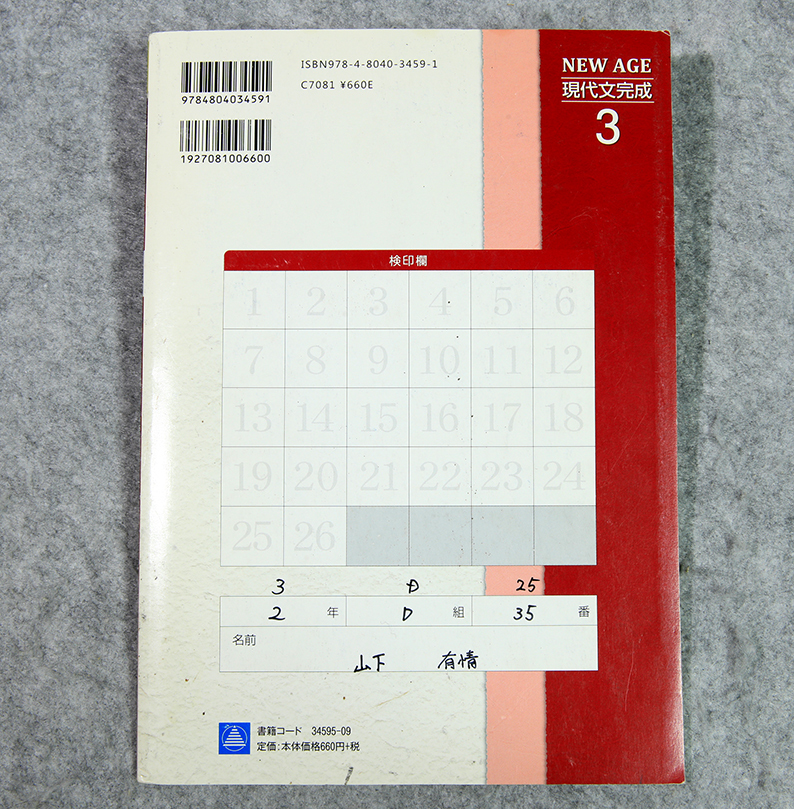 ISBN978-4-8040-3459-1
C7081 ¥660E
9784804034591
1927081006600
NEW AGE
現代文完成
3
検印欄
1 2 3 4 5 6
7 8 9 10 11 12
13 14 15 16 17 18
19 20 21 22 23 24
25 26
3 D 25
2 年 D 組 35 番
名前
山下 有情
書籍コード 34595-09
定価:本体価格660円+税